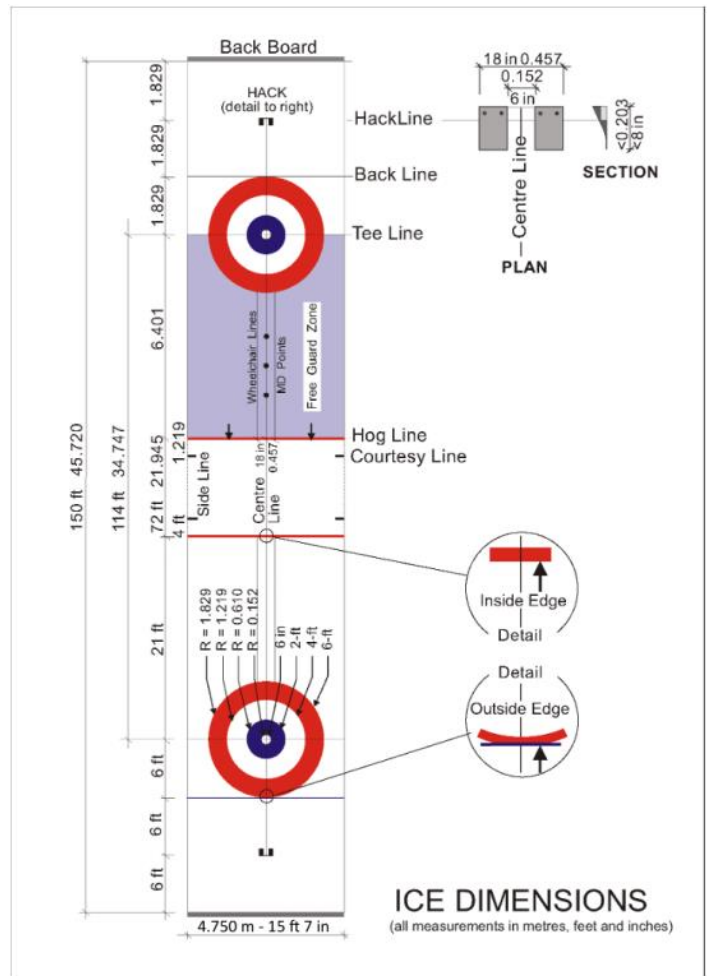 Back Board
HACK
(detail to right)
HackLine
Back Line
Tee Line
Wheelchair Lines
MD Points
Free Guard Zone
Hog Line
Courtesy Line
Side Line
Centre Line
18 in
0.457
1.829
1.829
1.829
6.401
1.219
21.945
72 ft
4 ft
21 ft
6 ft
6 ft
6 ft
114 ft 34.747
150 ft 45.720
R = 1.829
R = 1.219
R = 0.610
R = 0.152
6 in
2-ft
4-ft
6-ft
4.750 m - 15 ft 7 in
18 in 0.457
0.152
6 in
Centre Line
PLAN
<0.203
<8 in
SECTION
Inside Edge
Detail
Detail
Outside Edge
ICE DIMENSIONS
(all measurements in metres, feet and inches)